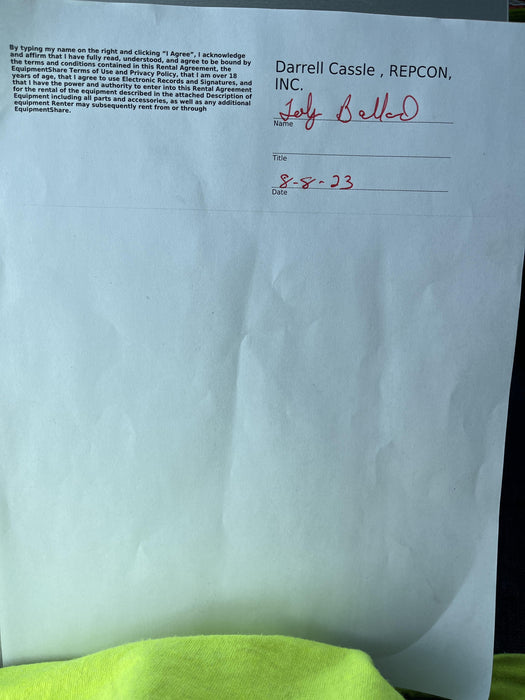 By typing my name on the right and clicking "I Agree", I acknowledge
and affirm that I have fully read, understood, and agree to be bound by
the terms and conditions contained in this Rental Agreement, the
EquipmentShare Terms of Use and Privacy Policy, that I am over 18
years of age, that I agree to use Electronic Records and Signatures, and
that I have the power and authority to enter into this Rental Agreement
for the rental of the equipment described in the attached Description of
Equipment including all parts and accessories, as well as any additional
equipment Renter may subsequently rent from or through
EquipmentShare.
Darrell Cassle , REPCON,
INC.
Ballard
Name
Title
8-8-23
Date